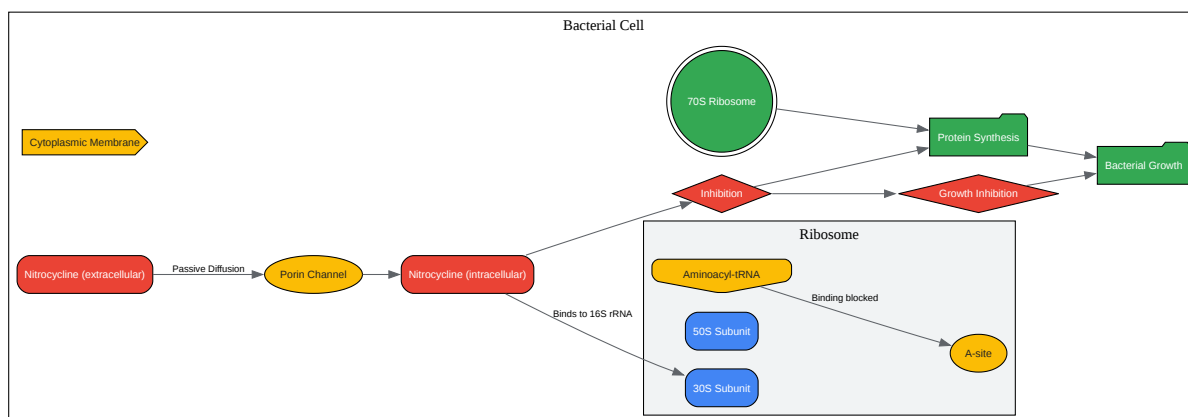 Bacterial Cell
70S Ribosome
Cytoplasmic Membrane
Protein Synthesis
Bacterial Growth
Inhibition
Growth Inhibition
Ribosome
Nitrocycline (extracellular)
Passive Diffusion
Porin Channel
Nitrocycline (intracellular)
Aminoacyl-tRNA
Binding blocked
Binds to 16S rRNA
50S Subunit
A-site
30S Subunit